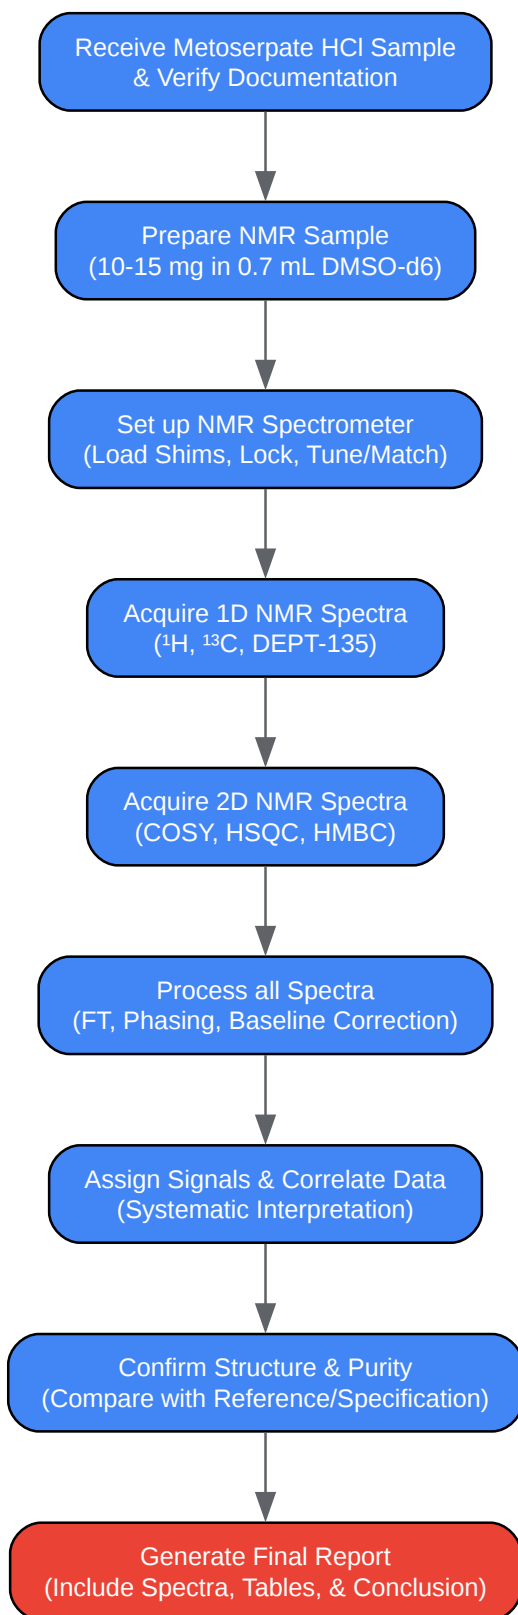 Receive Metoserpate HCl Sample
& Verify Documentation
Prepare NMR Sample
(10-15 mg in 0.7 mL DMSO-d6)
Set up NMR Spectrometer
(Load Shims, Lock, Tune/Match)
Acquire 1D NMR Spectra
(¹H, ¹³C, DEPT-135)
Acquire 2D NMR Spectra
(COSY, HSQC, HMBC)
Process all Spectra
(FT, Phasing, Baseline Correction)
Assign Signals & Correlate Data
(Systematic Interpretation)
Confirm Structure & Purity
(Compare with Reference/Specification)
Generate Final Report
(Include Spectra, Tables, & Conclusion)